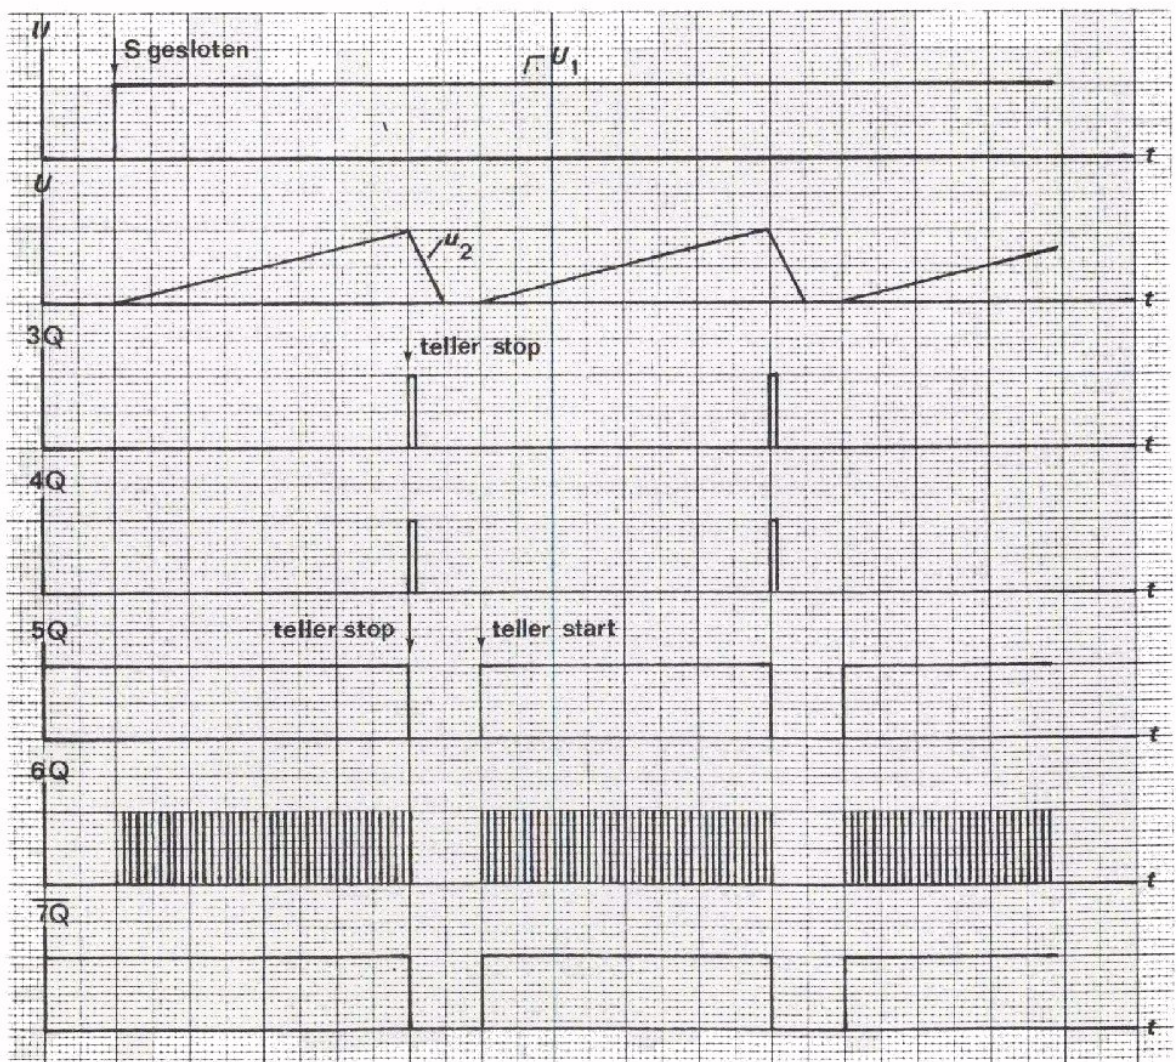 U
S gesloten
U1
t
U
u2
t
3Q
teller stop
t
4Q
t
5Q
teller stop
teller start
t
6Q
t
7Q
t